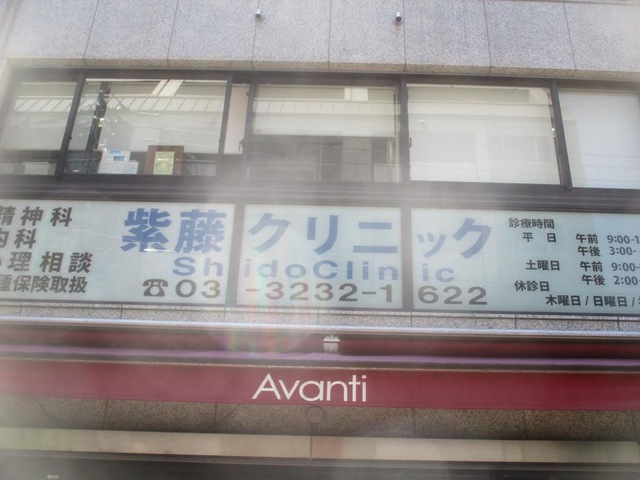 精神科
内科
心理相談
種保険取扱
紫藤クリニック
ShidoClinic
☎03-3232-1622
診療時間
平日 午前 9:00-1
午後 3:00-
土曜日 午前 9:00-
午後 2:00-
休診日
木曜日/日曜日/
Avanti